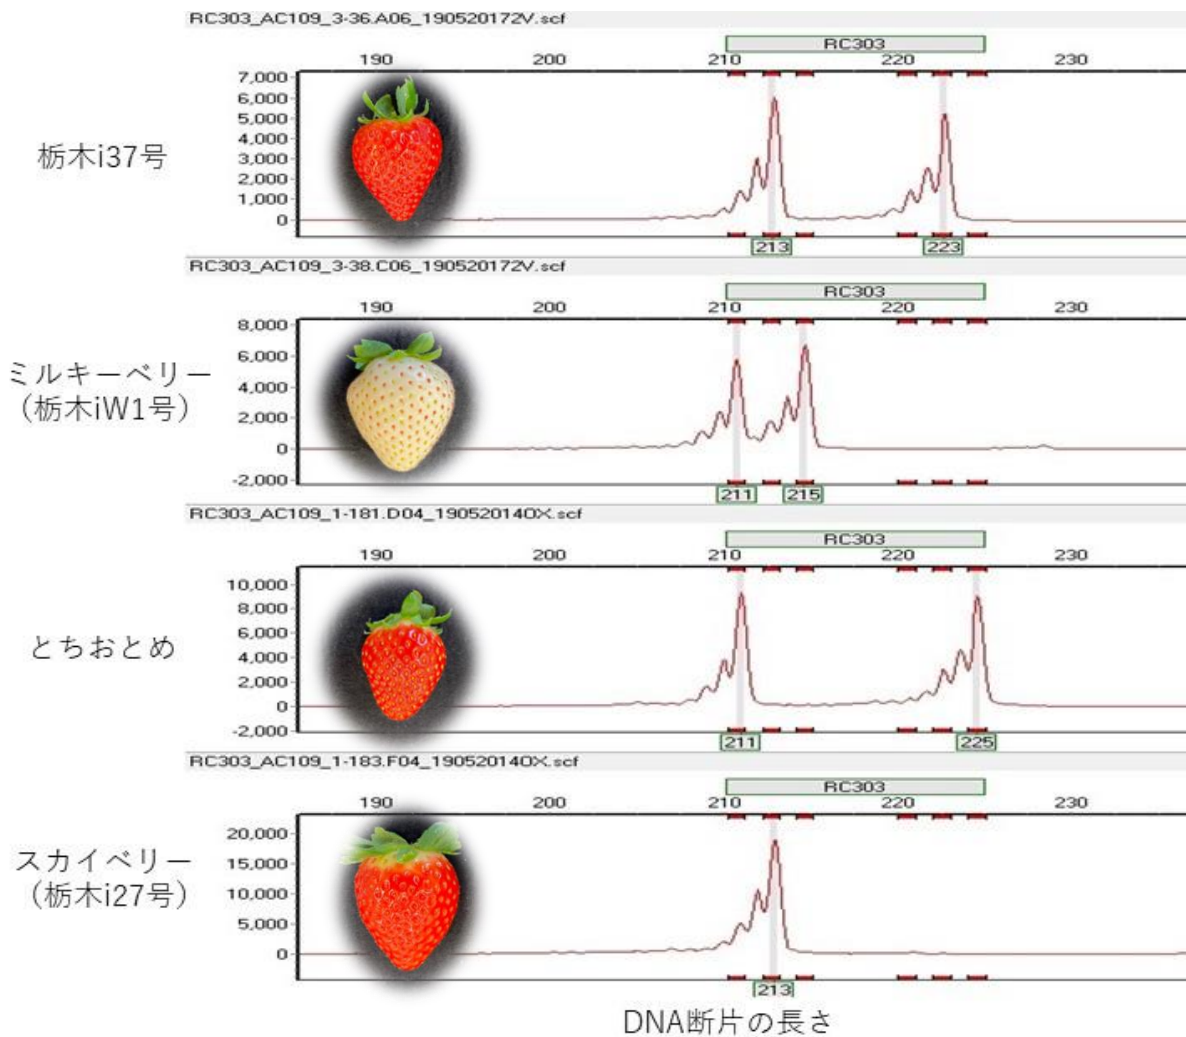 RC303_AC109_3-36.A06_190520172V.scf
RC303
190 200 210 220 230
7,000
6,000
5,000
4,000
3,000
2,000
1,000
0
栃木i37号
213 223
RC303_AC109_3-38.C06_190520172V.scf
RC303
190 200 210 220 230
8,000
6,000
4,000
2,000
0
-2,000
ミルキーベリー
（栃木iW1号）
211 215
RC303_AC109_1-181.D04_190520140X.scf
RC303
190 200 210 220 230
10,000
8,000
6,000
4,000
2,000
0
-2,000
とちおとめ
211 225
RC303_AC109_1-183.F04_190520140X.scf
RC303
190 200 210 220 230
20,000
15,000
10,000
5,000
0
スカイベリー
（栃木i27号）
213
DNA断片の長さ